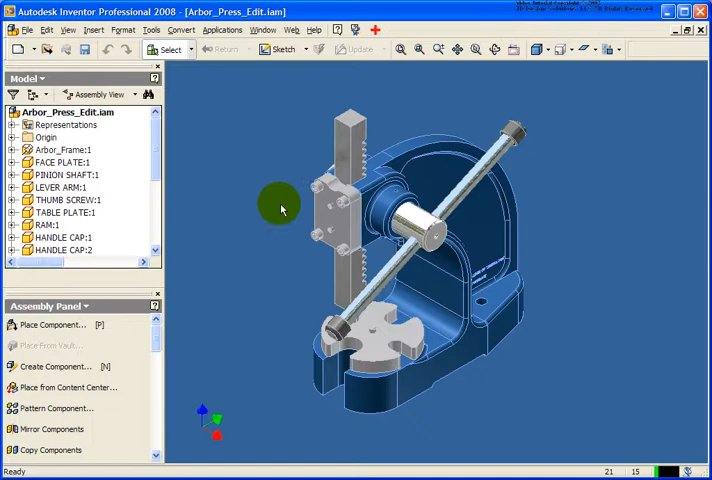 Autodesk Inventor Professional 2008 - [Arbor_Press_Edit.iam]
File Edit View Insert Format Tools Convert Applications Window Web Help
Select Return Sketch Update
Model
Assembly View
Arbor_Press_Edit.iam
Representations
Origin
Arbor_Frame:1
FACE PLATE:1
PINION SHAFT:1
LEVER ARM:1
THUMB SCREW:1
TABLE PLATE:1
RAM:1
HANDLE CAP:1
HANDLE CAP:2
Assembly Panel
Place Component... [P]
Place From Vault...
Create Component... [N]
Place from Content Center...
Pattern Component...
Mirror Components
Copy Components
Ready 21 15